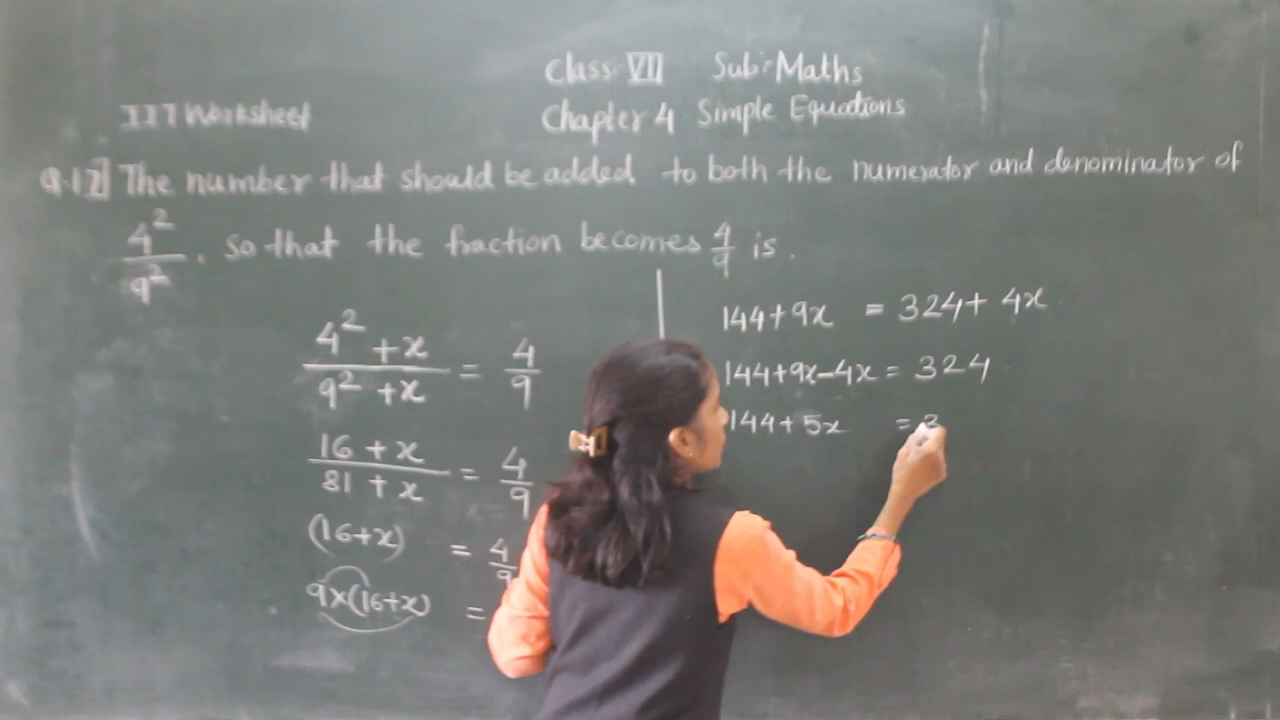 Class:- VII Sub:- Maths
IIT Worksheet
Chapter 4 Simple Equations
Q.17] The number that should be added to both the numerator and denominator of
4²/9², so that the fraction becomes 4/9 is.
(4² + x)/(9² + x) = 4/9
(16 + x)/(81 + x) = 4/9
(16+x) = 4/9
9×(16+x) =
144+9x = 324+ 4x
144+9x-4x = 324
144+5x = 3